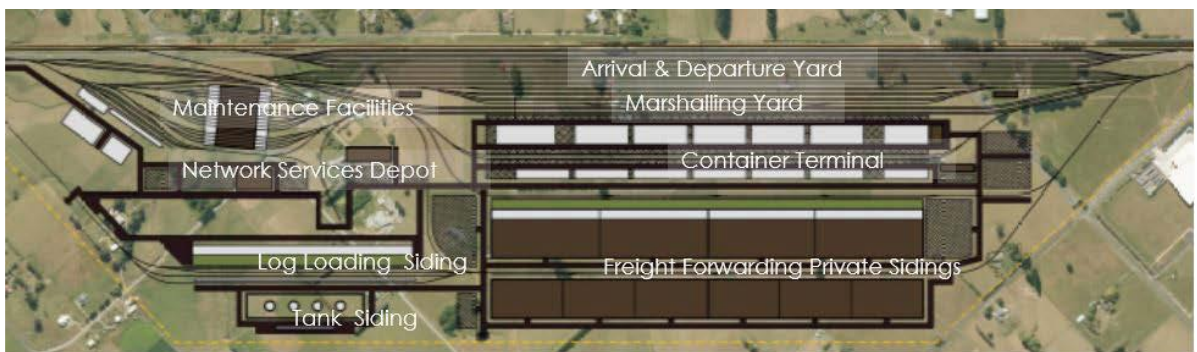 Arrival & Departure Yard
Maintenance Facilities
Marshalling Yard
Network Services Depot
Container Terminal
Log Loading Siding
Freight Forwarding Private Sidings
Tank Siding